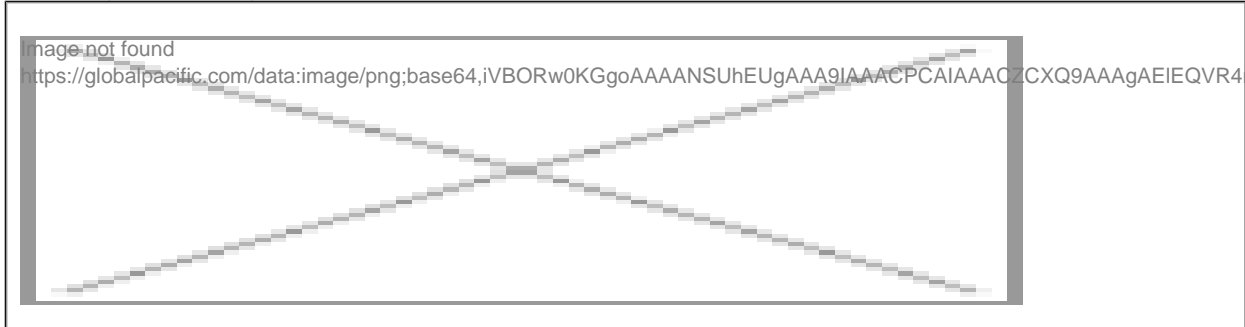 Image not found
https://globalpacific.com/data:image/png;base64,iVBORw0KGgoAAAANSUhEUgAAA9IAAACPCAIAAACZCXQ9AAAgAElEQVR4